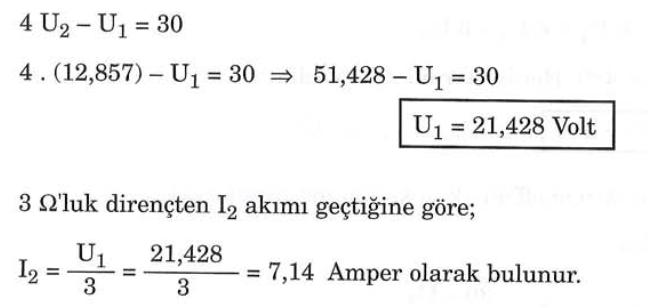 4 U₂ – U₁ = 30
4 . (12,857) – U₁ = 30 ⇒ 51,428 – U₁ = 30
U₁ = 21,428 Volt
3 Ω'luk dirençten I₂ akımı geçtiğine göre;
I₂ = U₁/3 = 21,428/3 = 7,14 Amper olarak bulunur.